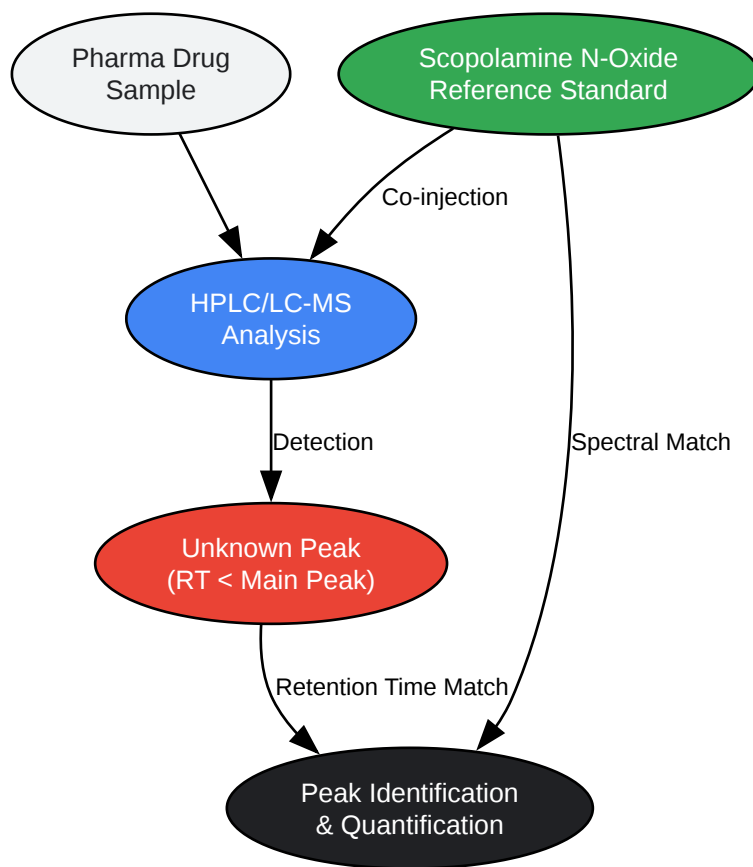 Pharma Drug
Sample
Scopolamine N-Oxide
Reference Standard
Co-injection
HPLC/LC-MS
Analysis
Detection
Spectral Match
Unknown Peak
(RT < Main Peak)
Retention Time Match
Peak Identification
& Quantification